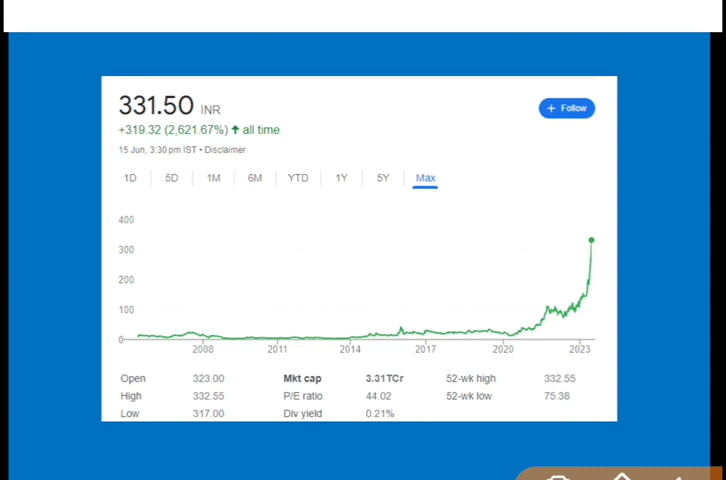 331.50 INR
+ Follow
+319.32 (2,621.67%) ↑ all time
15 Jun, 3:30 pm IST • Disclaimer
1D 5D 1M 6M YTD 1Y 5Y Max
400
300
200
100
0
2008 2011 2014 2017 2020 2023
Open 323.00 Mkt cap 3.31TCr 52-wk high 332.55
High 332.55 P/E ratio 44.02 52-wk low 75.38
Low 317.00 Div yield 0.21%